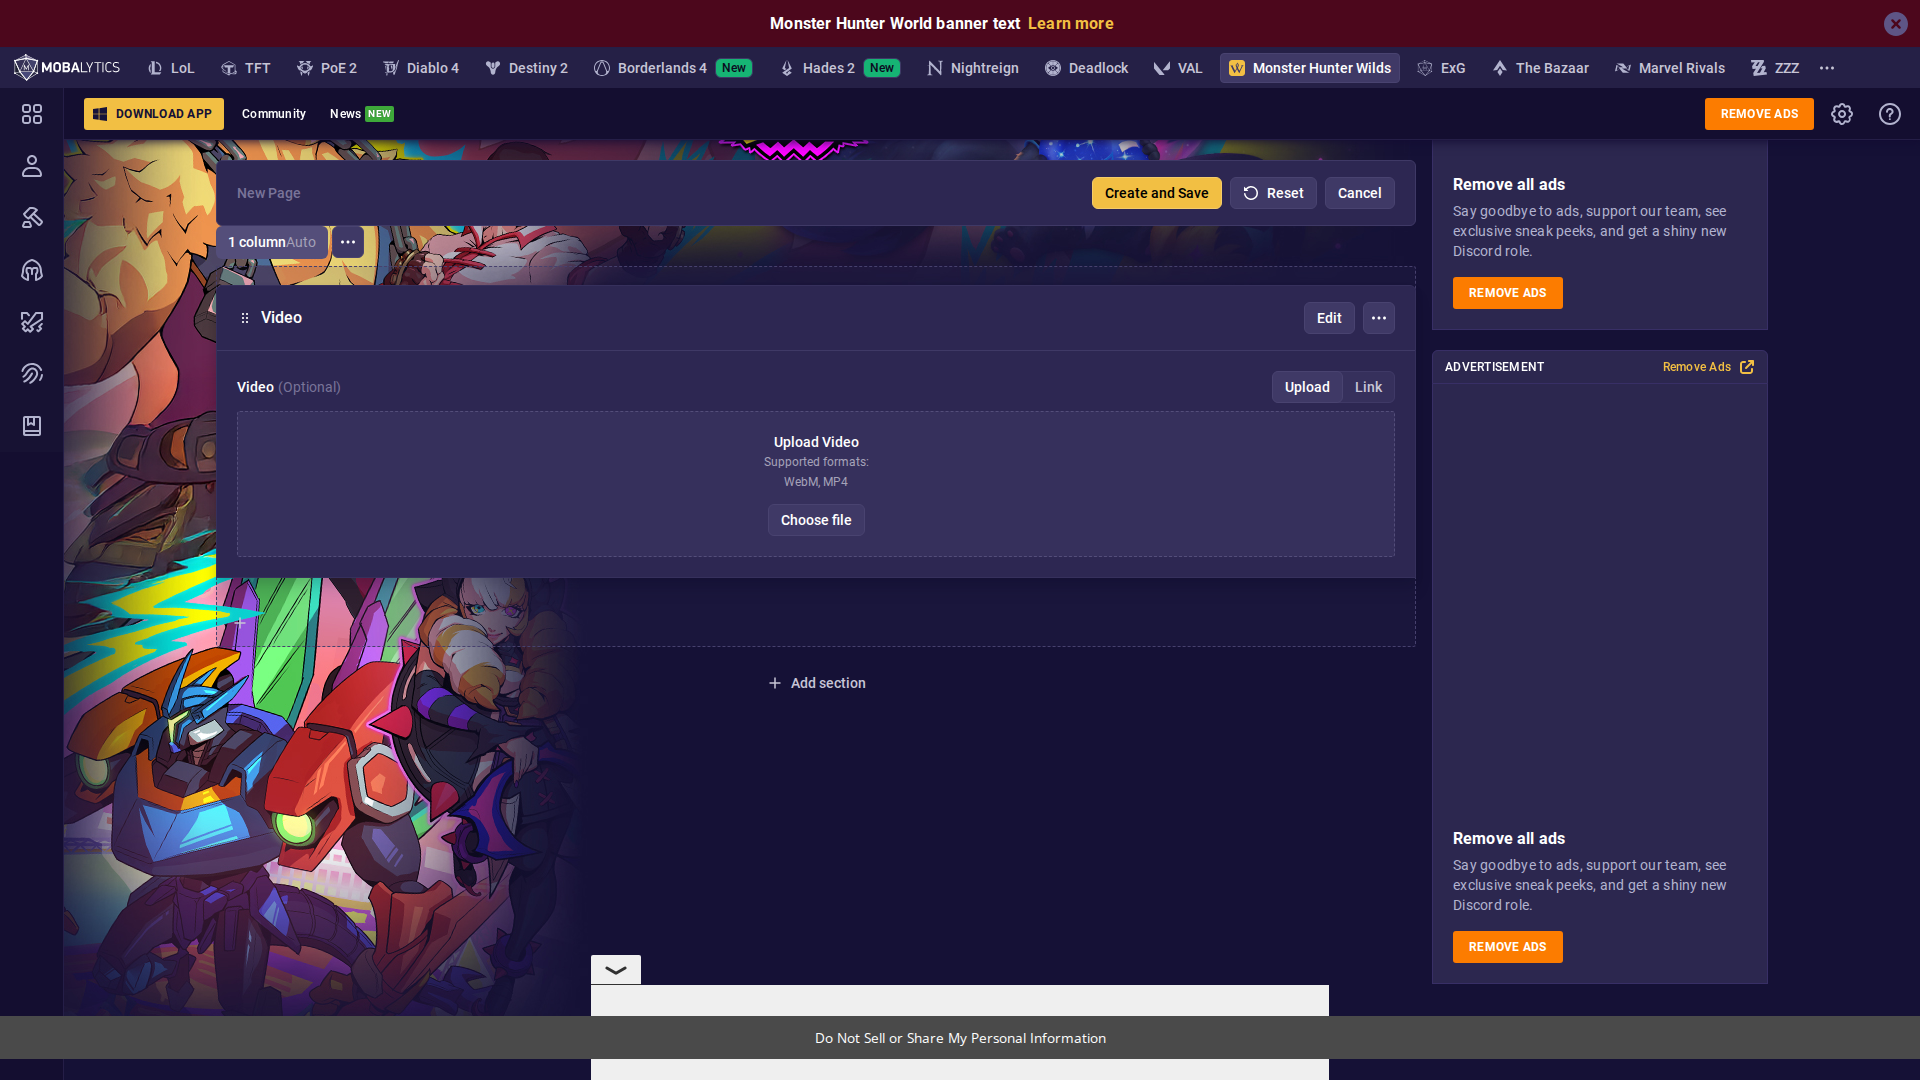 Monster Hunter World banner text Learn more
MOBALYTICS LoL TFT PoE 2 Diablo 4 Destiny 2 Borderlands 4 New Hades 2 New Nightreign Deadlock VAL Monster Hunter Wilds ExG The Bazaar Marvel Rivals ZZZ
DOWNLOAD APP Community News NEW REMOVE ADS
New Page Create and Save Reset Cancel
1 columnAuto
Video Edit
Video (Optional) Upload Link
Upload Video
Supported formats:
WebM, MP4
Choose file
Add section
Remove all ads
Say goodbye to ads, support our team, see
exclusive sneak peeks, and get a shiny new
Discord role.
REMOVE ADS
ADVERTISEMENT Remove Ads
Remove all ads
Say goodbye to ads, support our team, see
exclusive sneak peeks, and get a shiny new
Discord role.
REMOVE ADS
Do Not Sell or Share My Personal Information